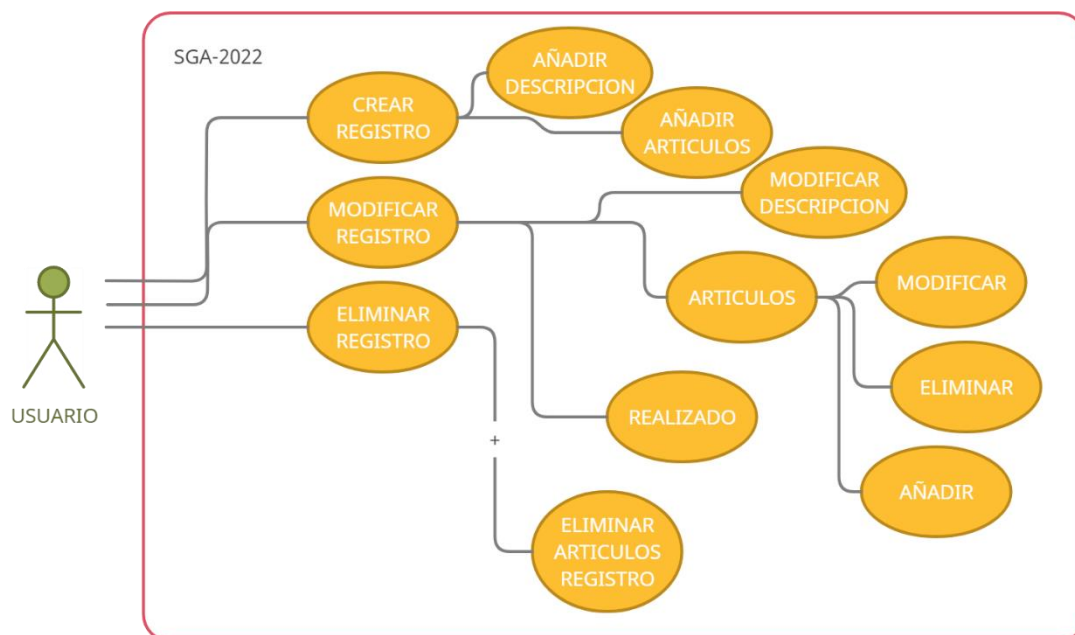 SGA-2022
AÑADIR
DESCRIPCION
CREAR
REGISTRO
AÑADIR
ARTICULOS
MODIFICAR
DESCRIPCION
MODIFICAR
REGISTRO
ARTICULOS
MODIFICAR
ELIMINAR
REGISTRO
ELIMINAR
USUARIO
REALIZADO
+
AÑADIR
ELIMINAR
ARTICULOS
REGISTRO